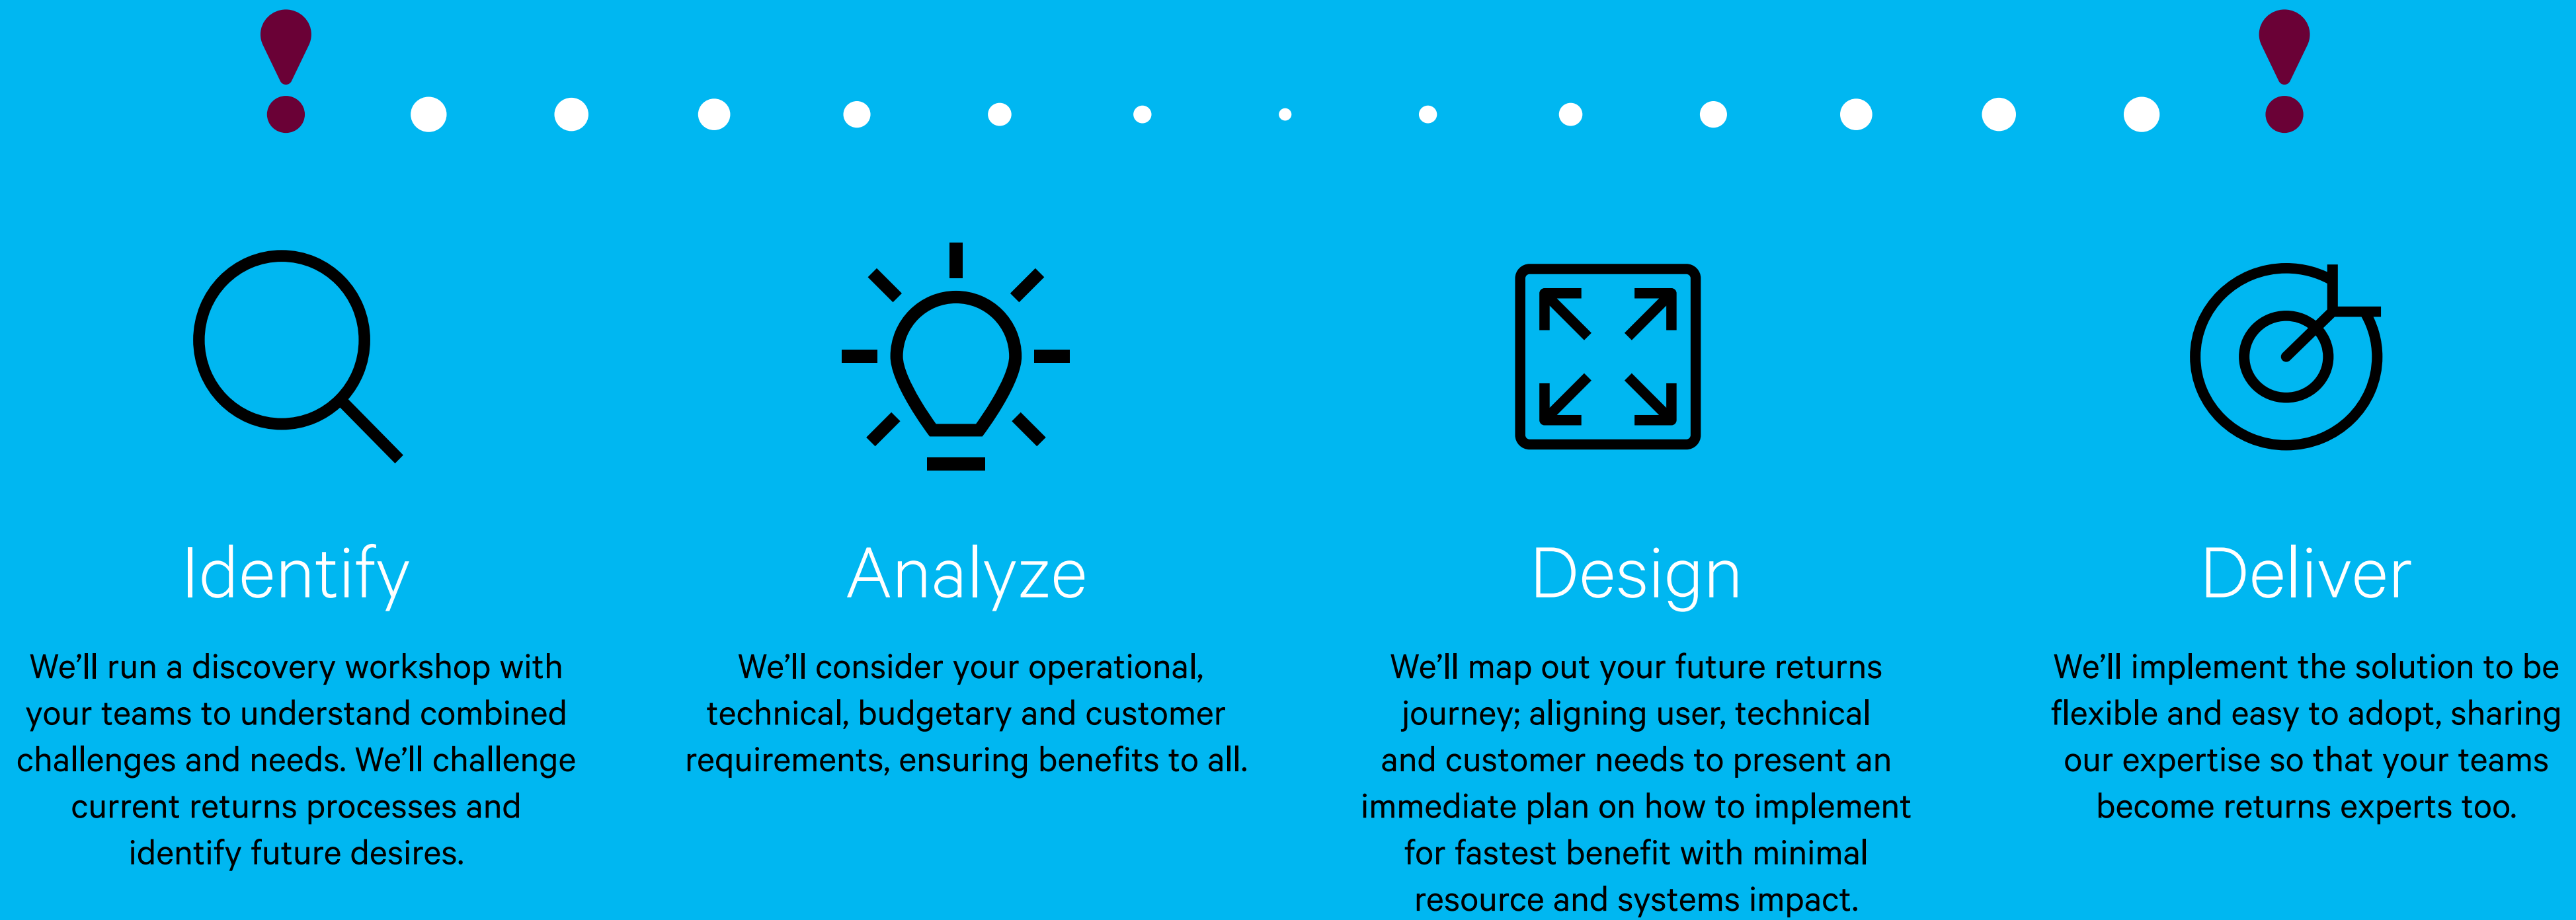 Identify
We’ll run a discovery workshop with
your teams to understand combined
challenges and needs. We’ll challenge
current returns processes and
identify future desires.
Analyze
We’ll consider your operational,
technical, budgetary and customer
requirements, ensuring benefits to all.
Design
We’ll map out your future returns
journey; aligning user, technical
and customer needs to present an
immediate plan on how to implement
for fastest benefit with minimal
resource and systems impact.
Deliver
We’ll implement the solution to be
flexible and easy to adopt, sharing
our expertise so that your teams
become returns experts too.